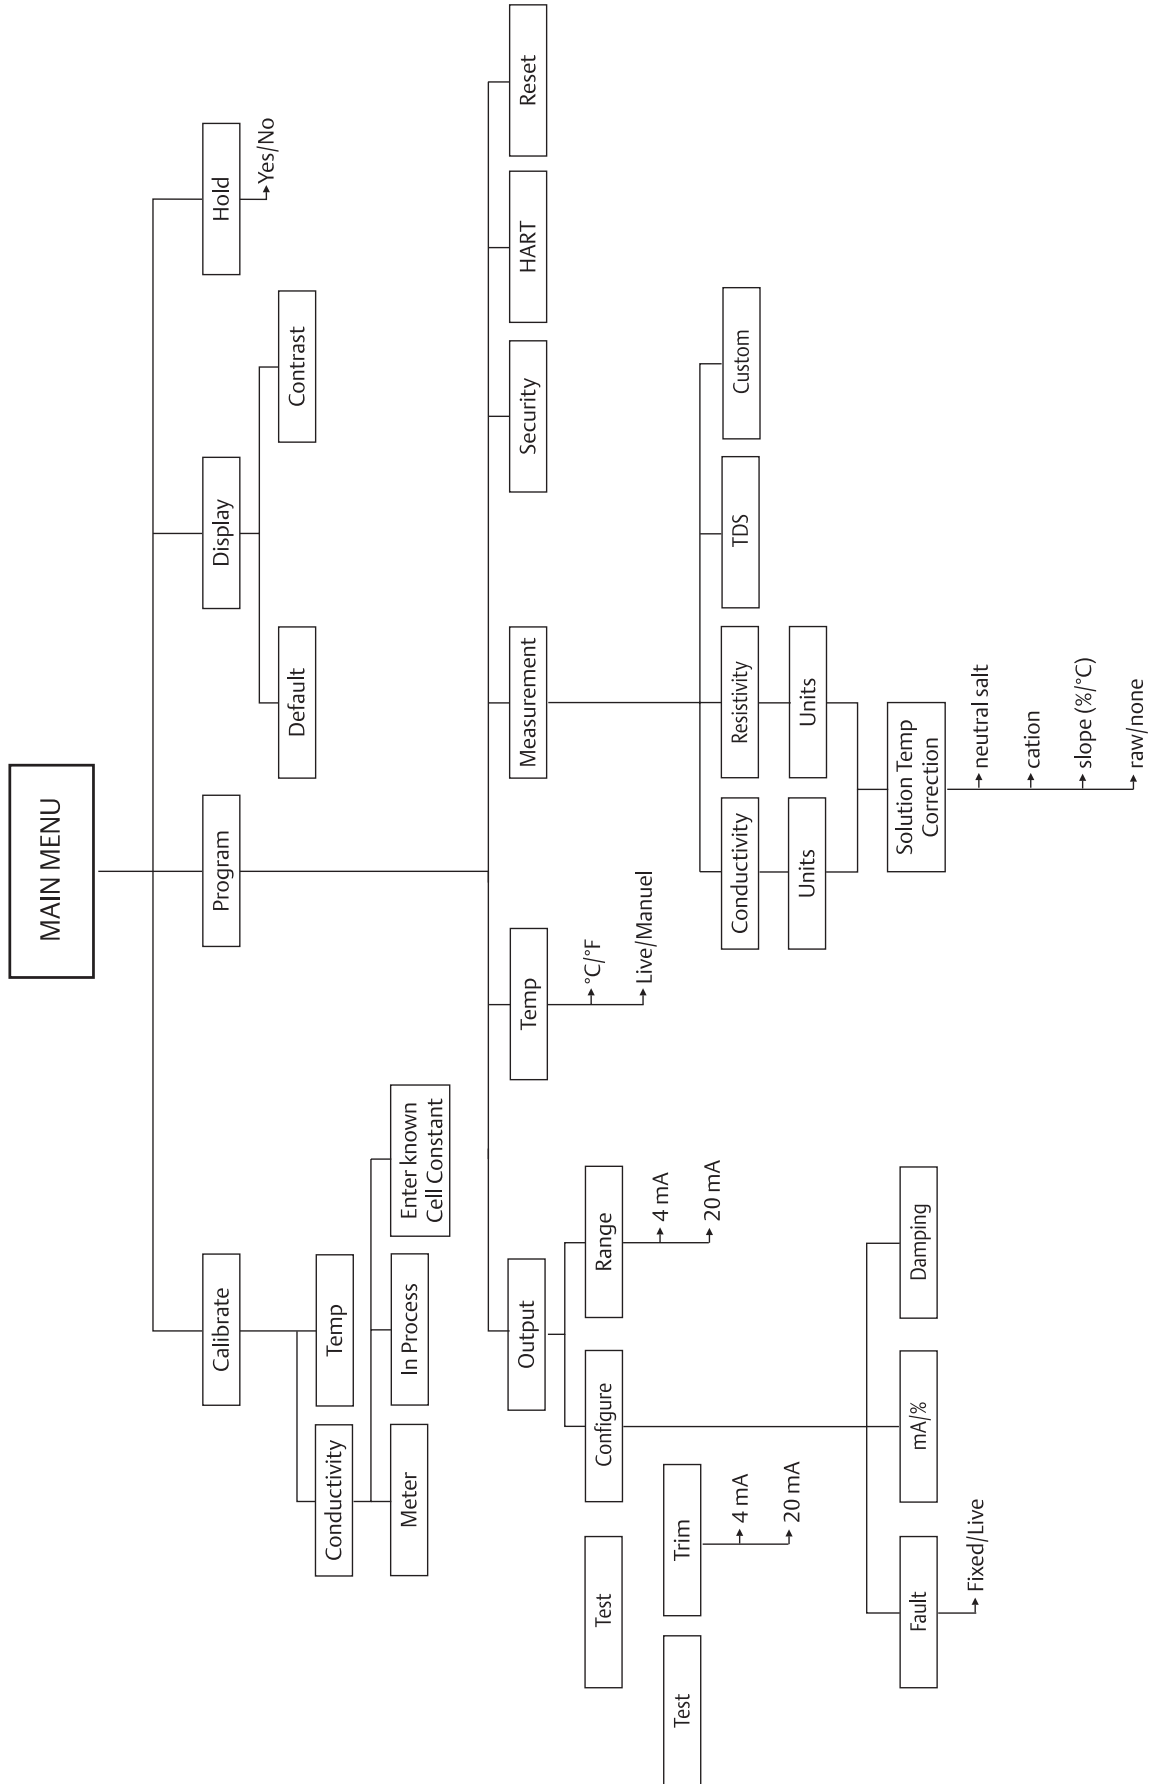 MAIN MENU
Calibrate
Program
Display
Hold
Yes/No
Default
Contrast
Conductivity
Temp
Meter
In Process
Enter known
Cell Constant
Output
Temp
Measurement
Security
HART
Reset
°C/°F
Live/Manuel
Test
Configure
Range
4 mA
20 mA
Test
Trim
4 mA
20 mA
Conductivity
Resistivity
TDS
Custom
Units
Units
Solution Temp
Correction
neutral salt
cation
slope (%/°C)
raw/none
Fault
mA/%
Damping
Fixed/Live